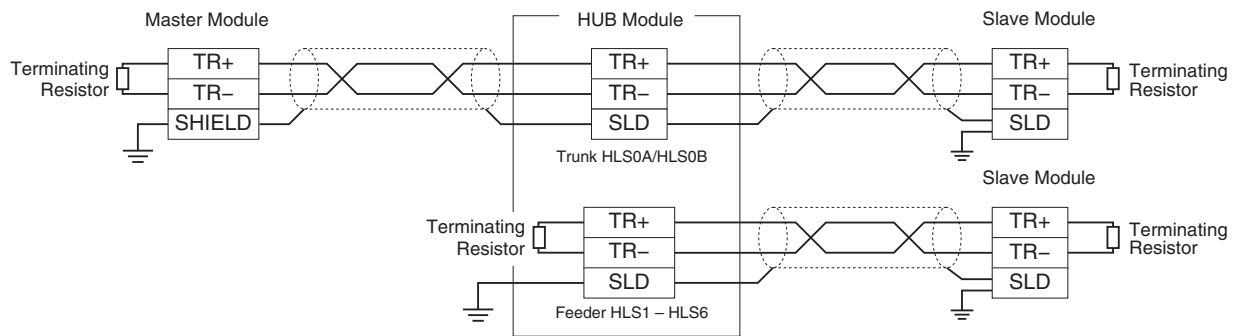 Master Module
HUB Module
Slave Module
Terminating
Resistor
TR+
TR−
SHIELD
TR+
TR−
SLD
Trunk HLS0A/HLS0B
TR+
TR−
SLD
Terminating
Resistor
Slave Module
Terminating
Resistor
TR+
TR−
SLD
Feeder HLS1 – HLS6
TR+
TR−
SLD
Terminating
Resistor